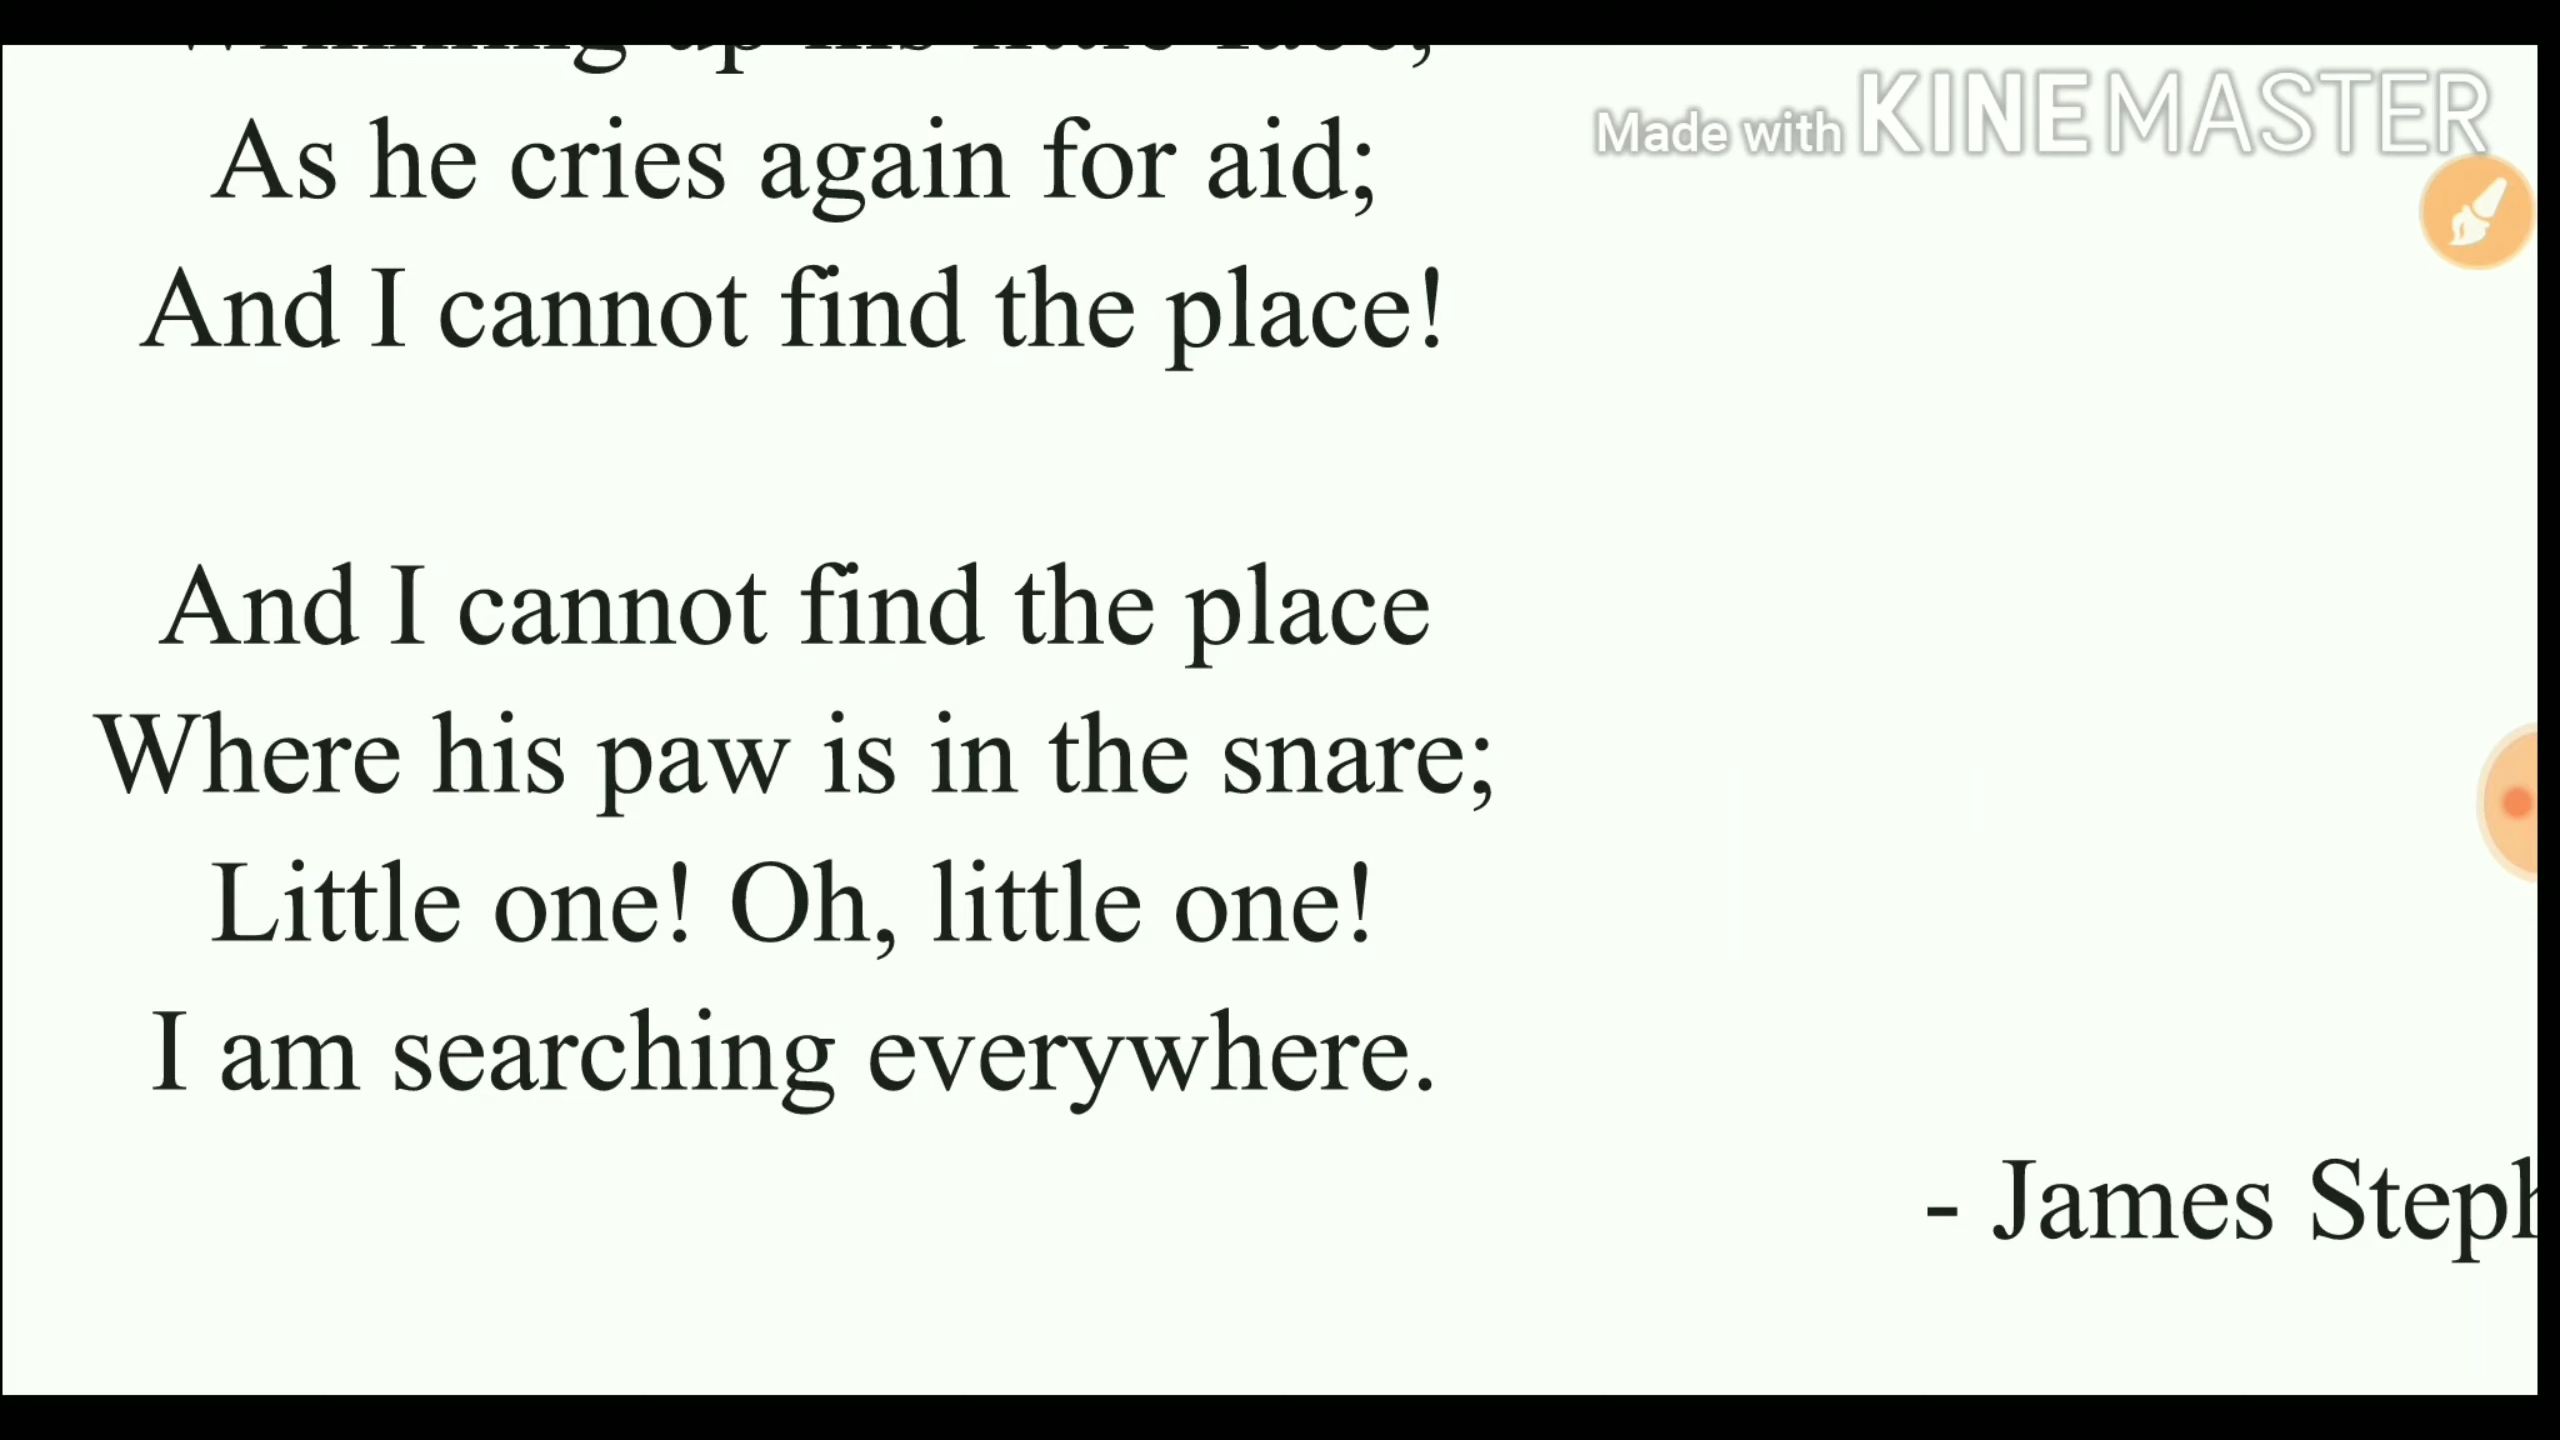 As he cries again for aid;
And I cannot find the place!
And I cannot find the place
Where his paw is in the snare;
Little one! Oh, little one!
I am searching everywhere.
- James
Made with KINEMASTER